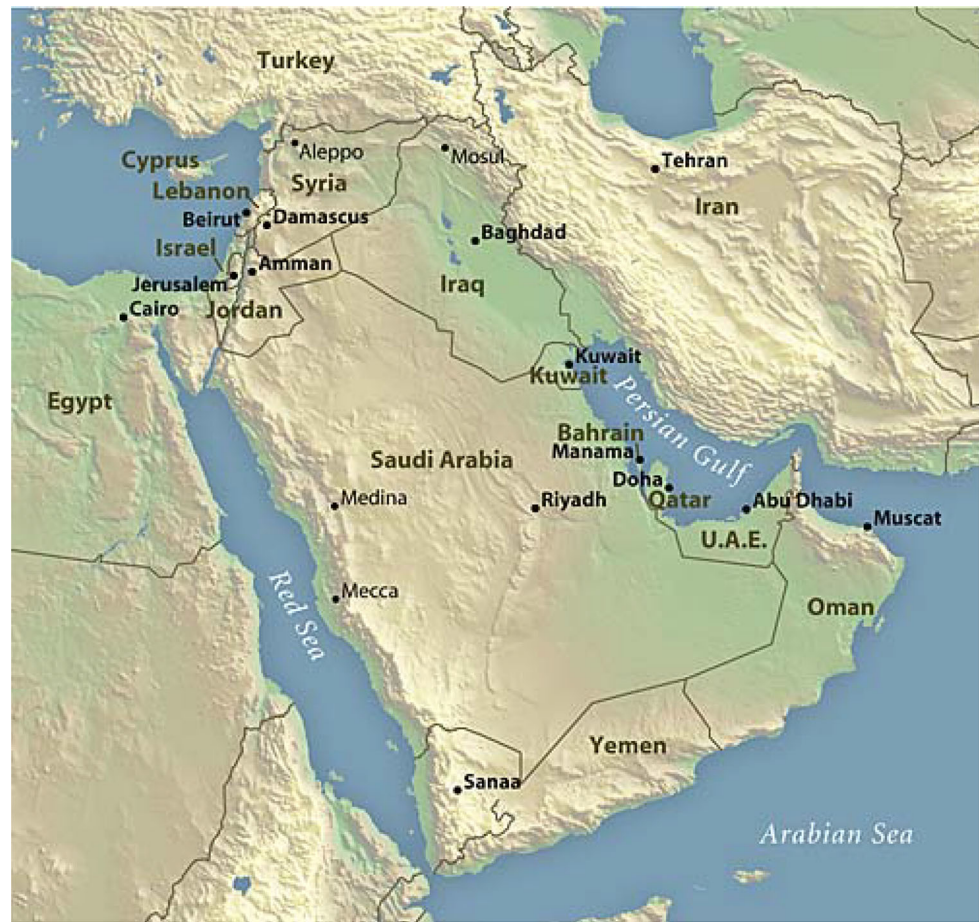 Turkey
Aleppo
Mosul
Tehran
Cyprus
Syria
Lebanon
Iran
Beirut
Damascus
Baghdad
Israel
Amman
Jerusalem
Iraq
Jordan
Cairo
Kuwait
Kuwait
Egypt
Persian Gulf
Bahrain
Manama
Saudi Arabia
Doha
Medina
Riyadh
Qatar
Abu Dhabi
Muscat
U.A.E.
Mecca
Red Sea
Oman
Yemen
Sanaa
Arabian Sea